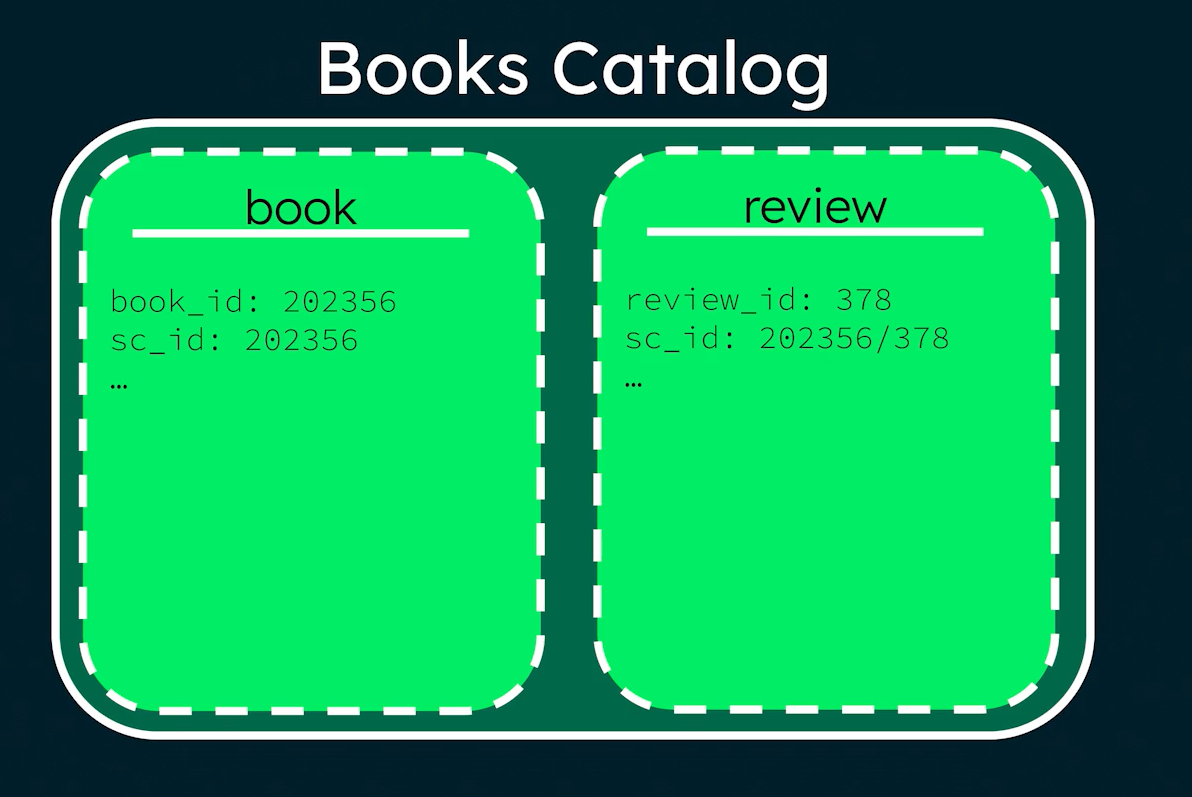 Books Catalog
book
book_id: 202356
sc_id: 202356
…
review
review_id: 378
sc_id: 202356/378
…